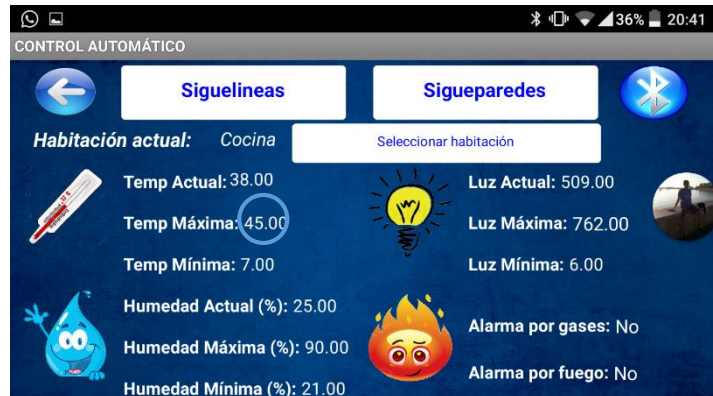 36% 20:41
CONTROL AUTOMÁTICO
Siguelineas Sigueparedes
Habitación actual: Cocina Seleccionar habitación
Temp Actual: 38.00 Luz Actual: 509.00
Temp Máxima: 45.00 Luz Máxima: 762.00
Temp Mínima: 7.00 Luz Mínima: 6.00
Humedad Actual (%): 25.00
Alarma por gases: No
Humedad Máxima (%): 90.00
Alarma por fuego: No
Humedad Mínima (%): 21.00